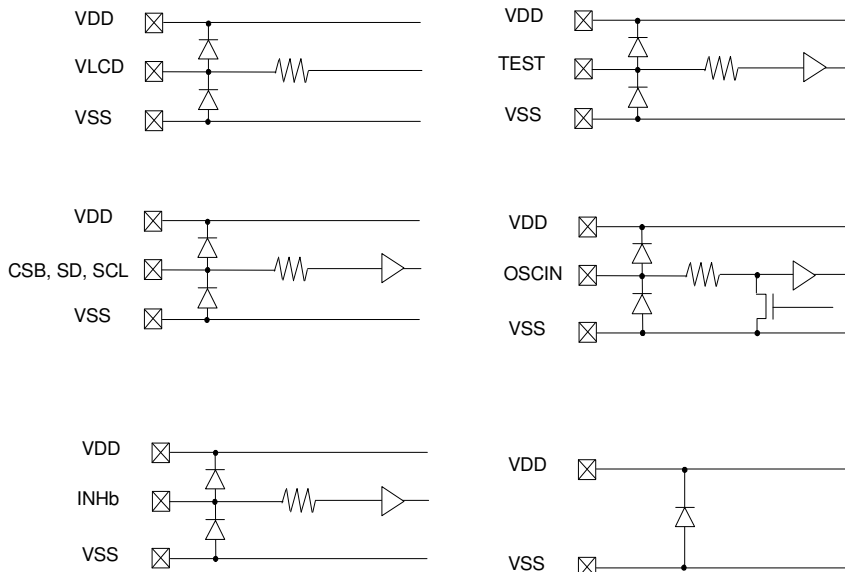 VDD
VLCD
VSS
VDD
TEST
VSS
VDD
CSB, SD, SCL
VSS
VDD
OSCIN
VSS
VDD
INHb
VSS
VDD
VSS